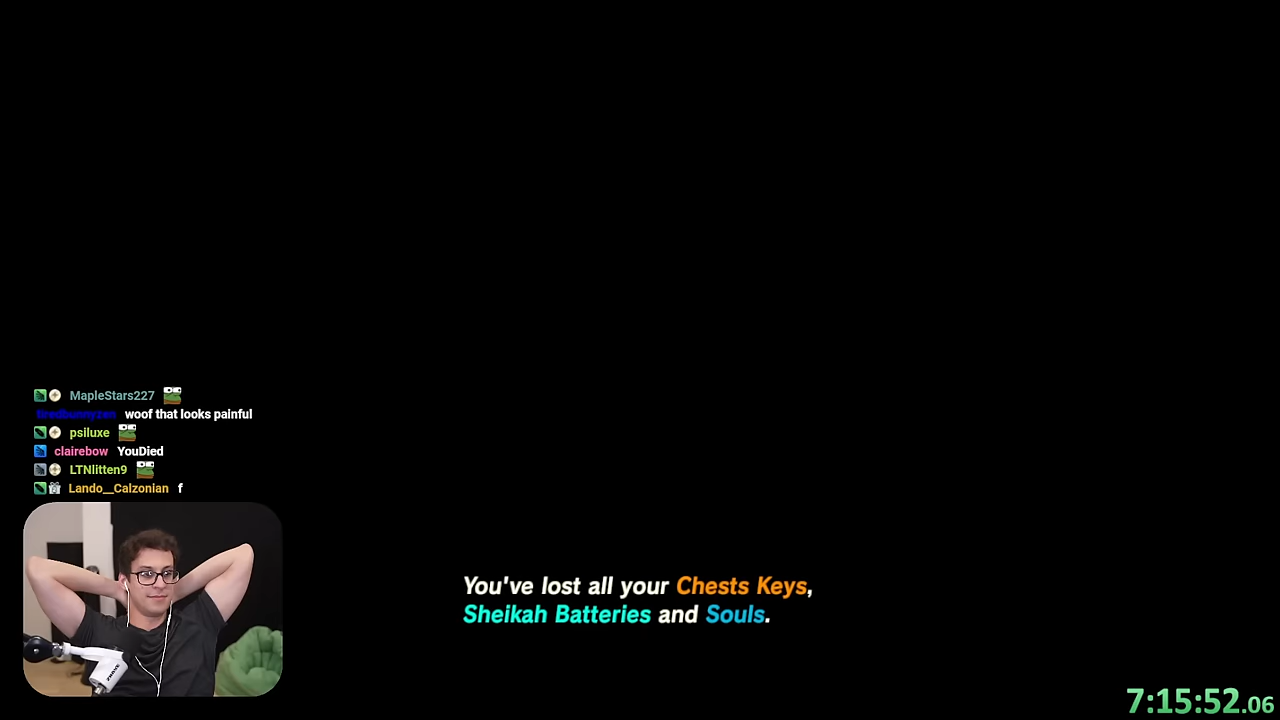 MapleStars227
tiredbunnyzen woof that looks painful
psiluxe
clairebow YouDied
LTNlitten9
Lando__Calzonian f
You've lost all your Chests Keys,
Sheikah Batteries and Souls.
7:15:52.06